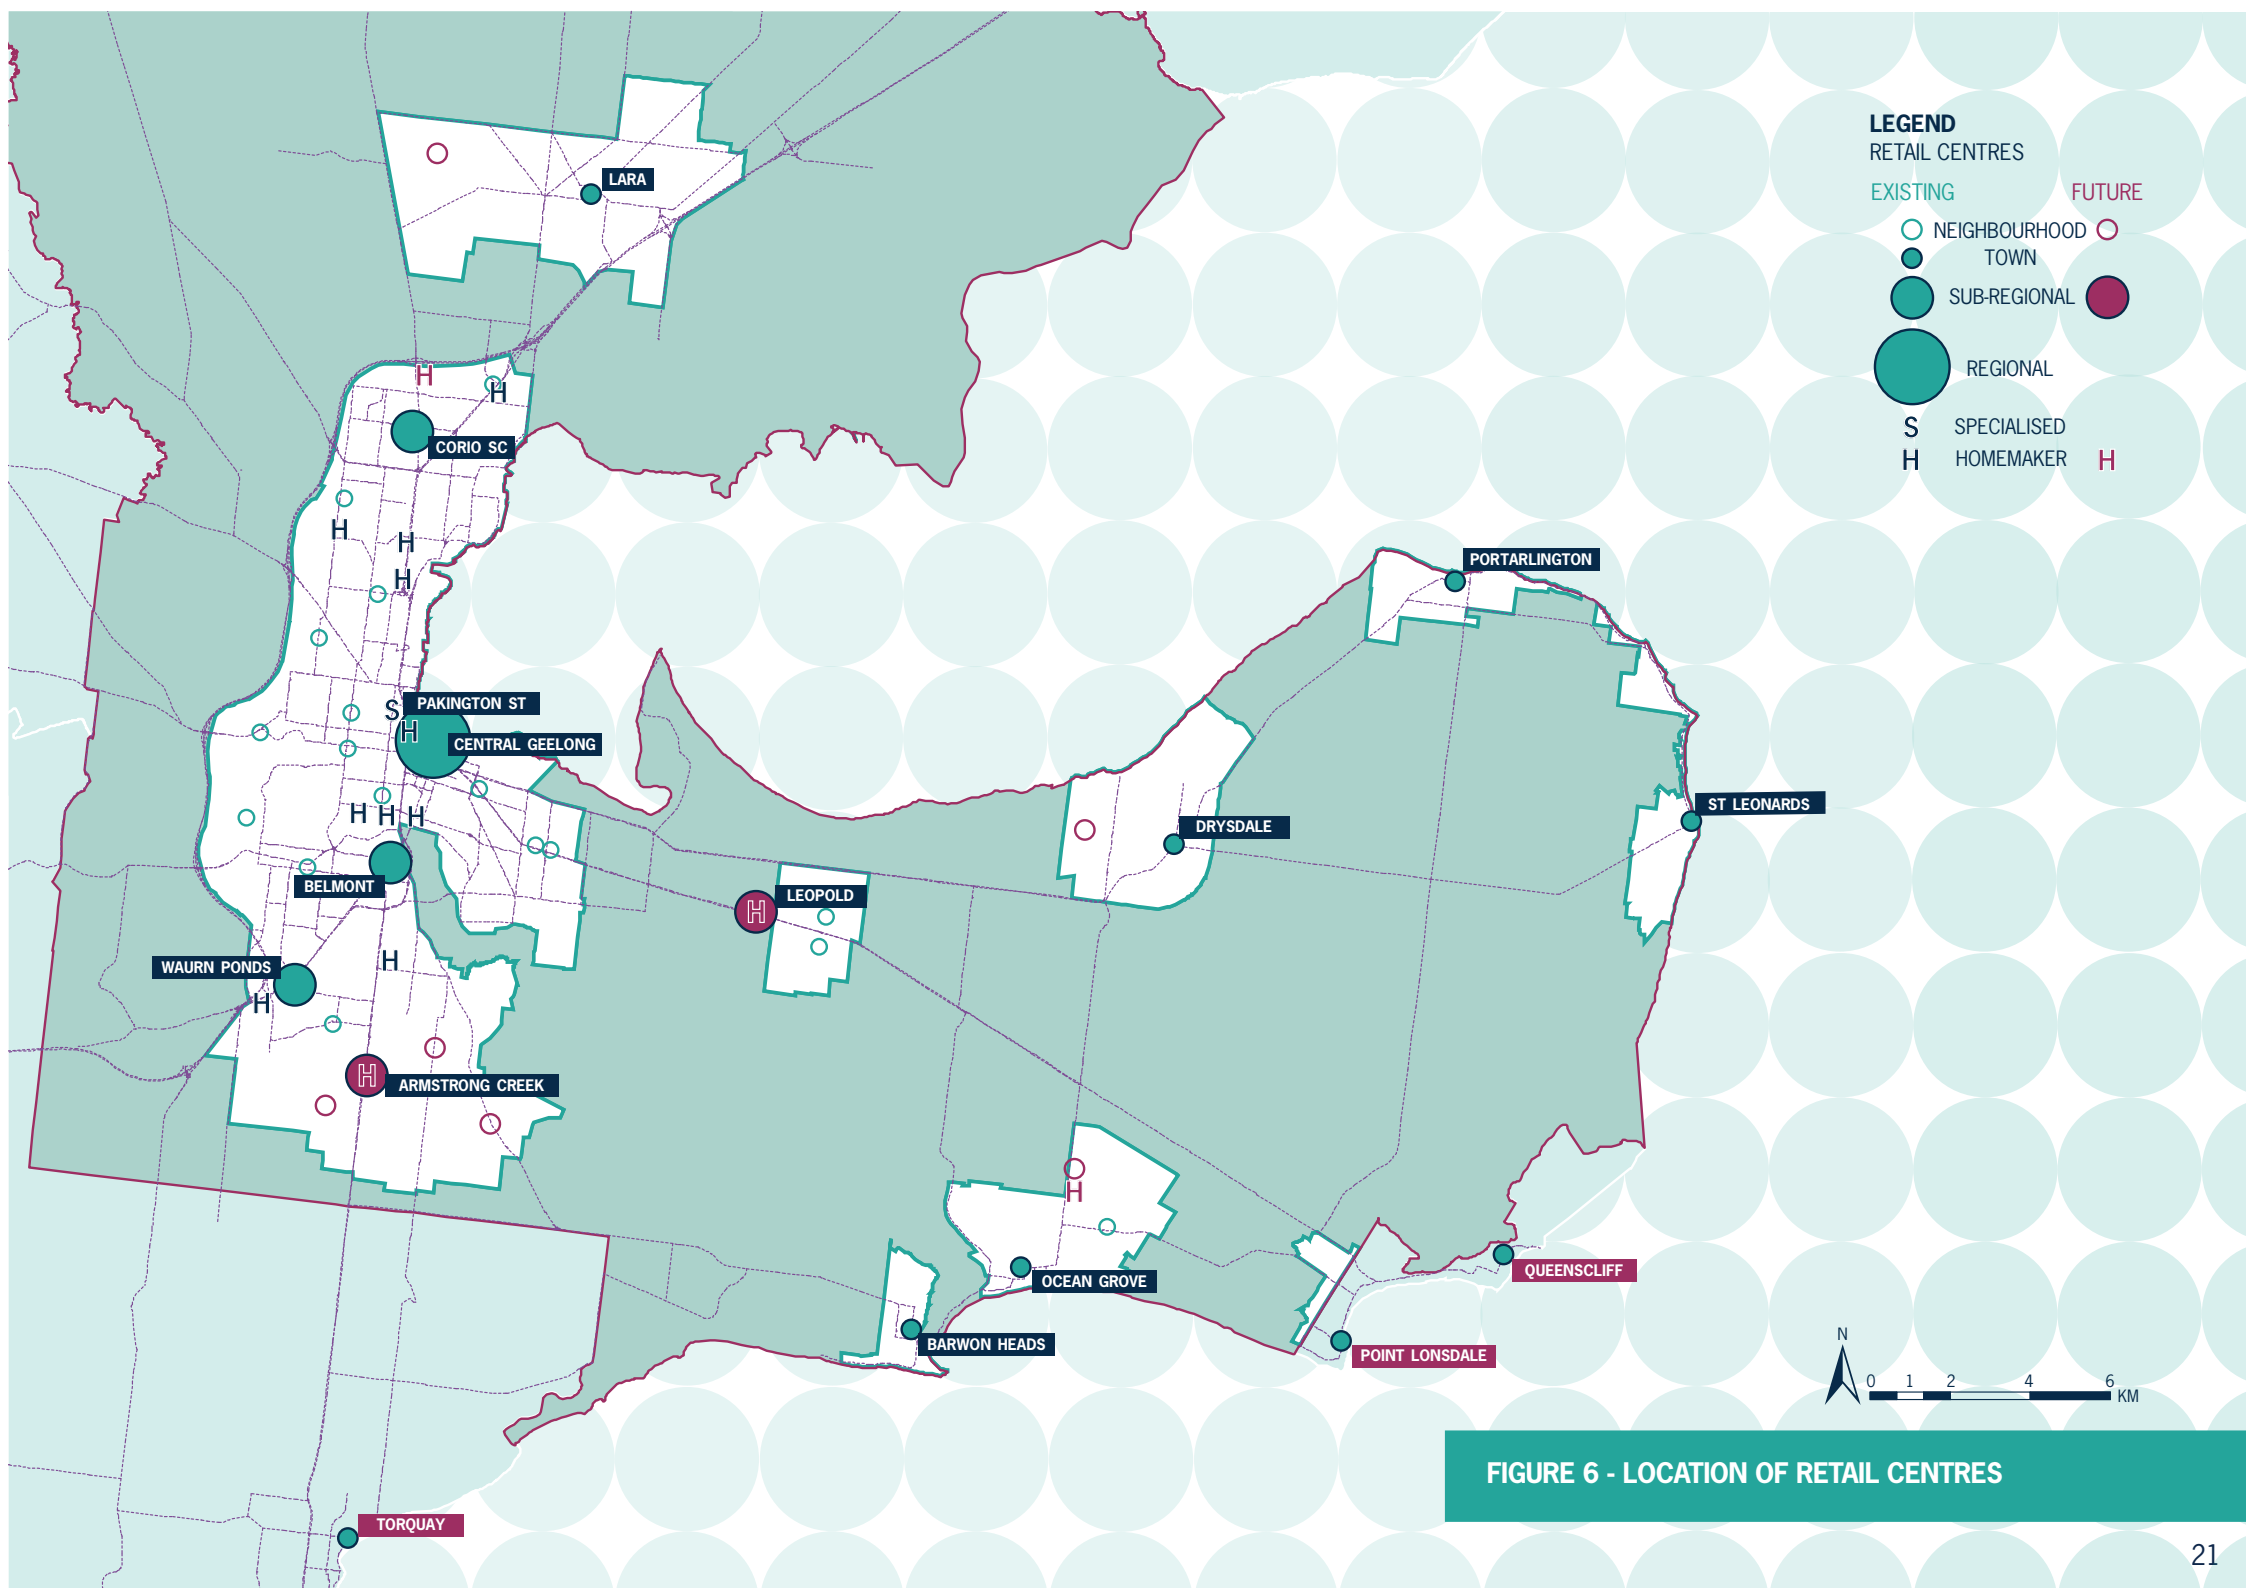 LEGEND
RETAIL CENTRES
EXISTING FUTURE
NEIGHBOURHOOD
TOWN
SUB-REGIONAL
REGIONAL
S SPECIALISED
H HOMEMAKER H
LARA
H
H
CORIO SC
H
H
H
PORTARLINGTON
S PAKINGTON ST
H
CENTRAL GEELONG
ST LEONARDS
H H H
DRYSDALE
BELMONT
LEOPOLD
H
H
WAURN PONDS
H
H
ARMSTRONG CREEK
H
OCEAN GROVE
QUEENSCLIFF
BARWON HEADS
POINT LONSDALE
N
0 1 2 4 6
KM
FIGURE 6 - LOCATION OF RETAIL CENTRES
TORQUAY
21